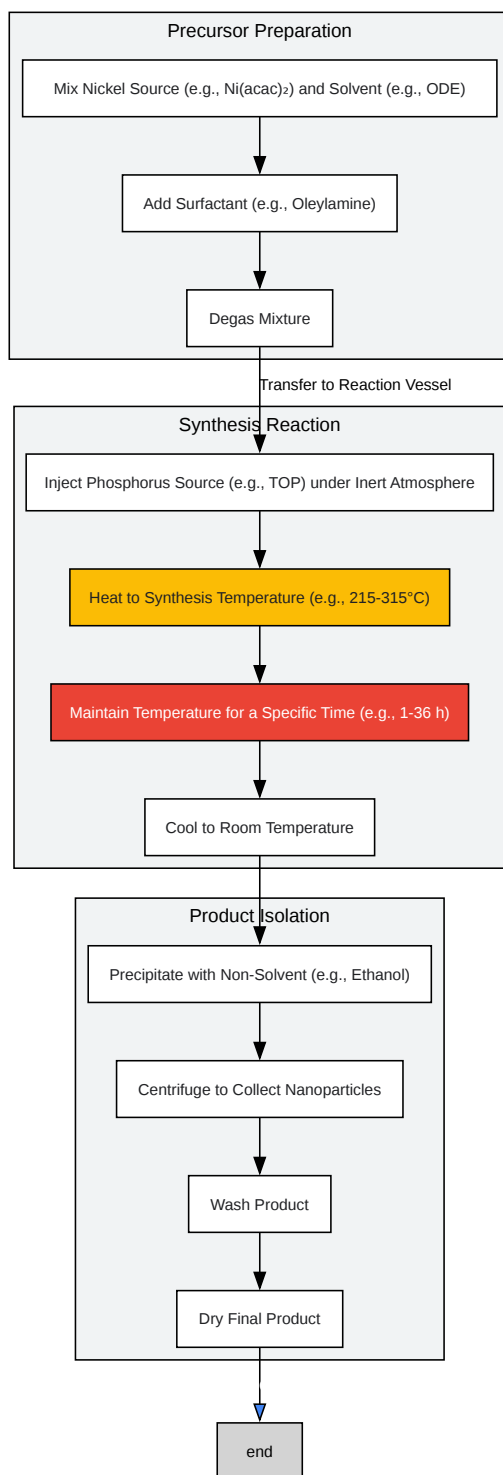 Precursor Preparation
Mix Nickel Source (e.g., Ni(acac)₂) and Solvent (e.g., ODE)
Add Surfactant (e.g., Oleylamine)
Degas Mixture
Transfer to Reaction Vessel
Synthesis Reaction
Inject Phosphorus Source (e.g., TOP) under Inert Atmosphere
Heat to Synthesis Temperature (e.g., 215-315°C)
Maintain Temperature for a Specific Time (e.g., 1-36 h)
Cool to Room Temperature
Product Isolation
Precipitate with Non-Solvent (e.g., Ethanol)
Centrifuge to Collect Nanoparticles
Wash Product
Dry Final Product
end